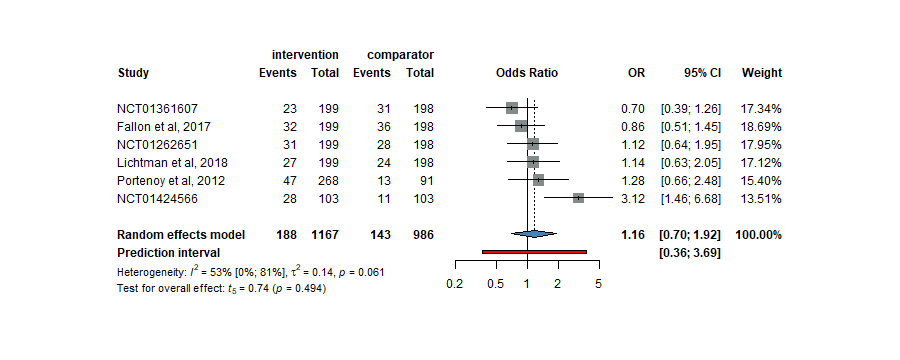 intervention comparator
Study Events Total Events Total Odds Ratio OR 95% CI Weight
NCT01361607 23 199 31 198 0.70 [0.39; 1.26] 17.34%
Fallon et al, 2017 32 199 36 198 0.86 [0.51; 1.45] 18.69%
NCT01262651 31 199 28 198 1.12 [0.64; 1.95] 17.95%
Lichtman et al, 2018 27 199 24 198 1.14 [0.63; 2.05] 17.12%
Portenoy et al, 2012 47 268 13 91 1.28 [0.66; 2.48] 15.40%
NCT01424566 28 103 11 103 3.12 [1.46; 6.68] 13.51%
Random effects model 188 1167 143 986 1.16 [0.70; 1.92] 100.00%
Prediction interval [0.36; 3.69]
Heterogeneity: I² = 53% [0%; 81%], τ² = 0.14, p = 0.061
Test for overall effect: t₅ = 0.74 (p = 0.494)
0.2 0.5 1 2 5